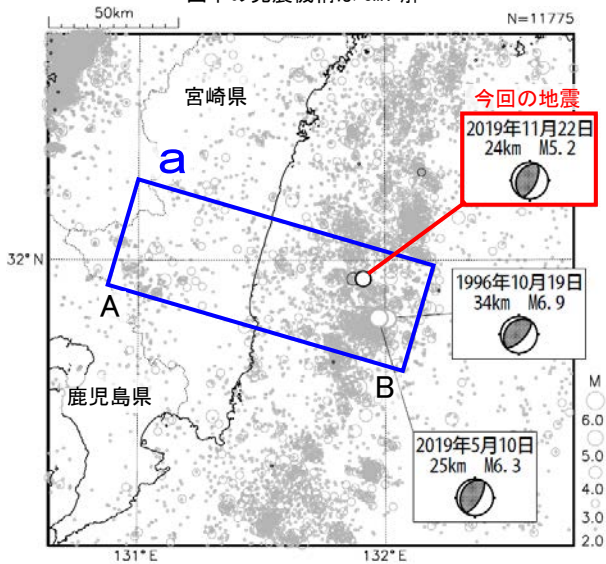 50km
N=11775
宮崎県
今回の地震
2019年11月22日
24km M5.2
a
32°N
1996年10月19日
34km M6.9
A
B
鹿児島県
M
6.0
5.0
4.0
3.0
2.0
2019年5月10日
25km M6.3
131°E
132°E